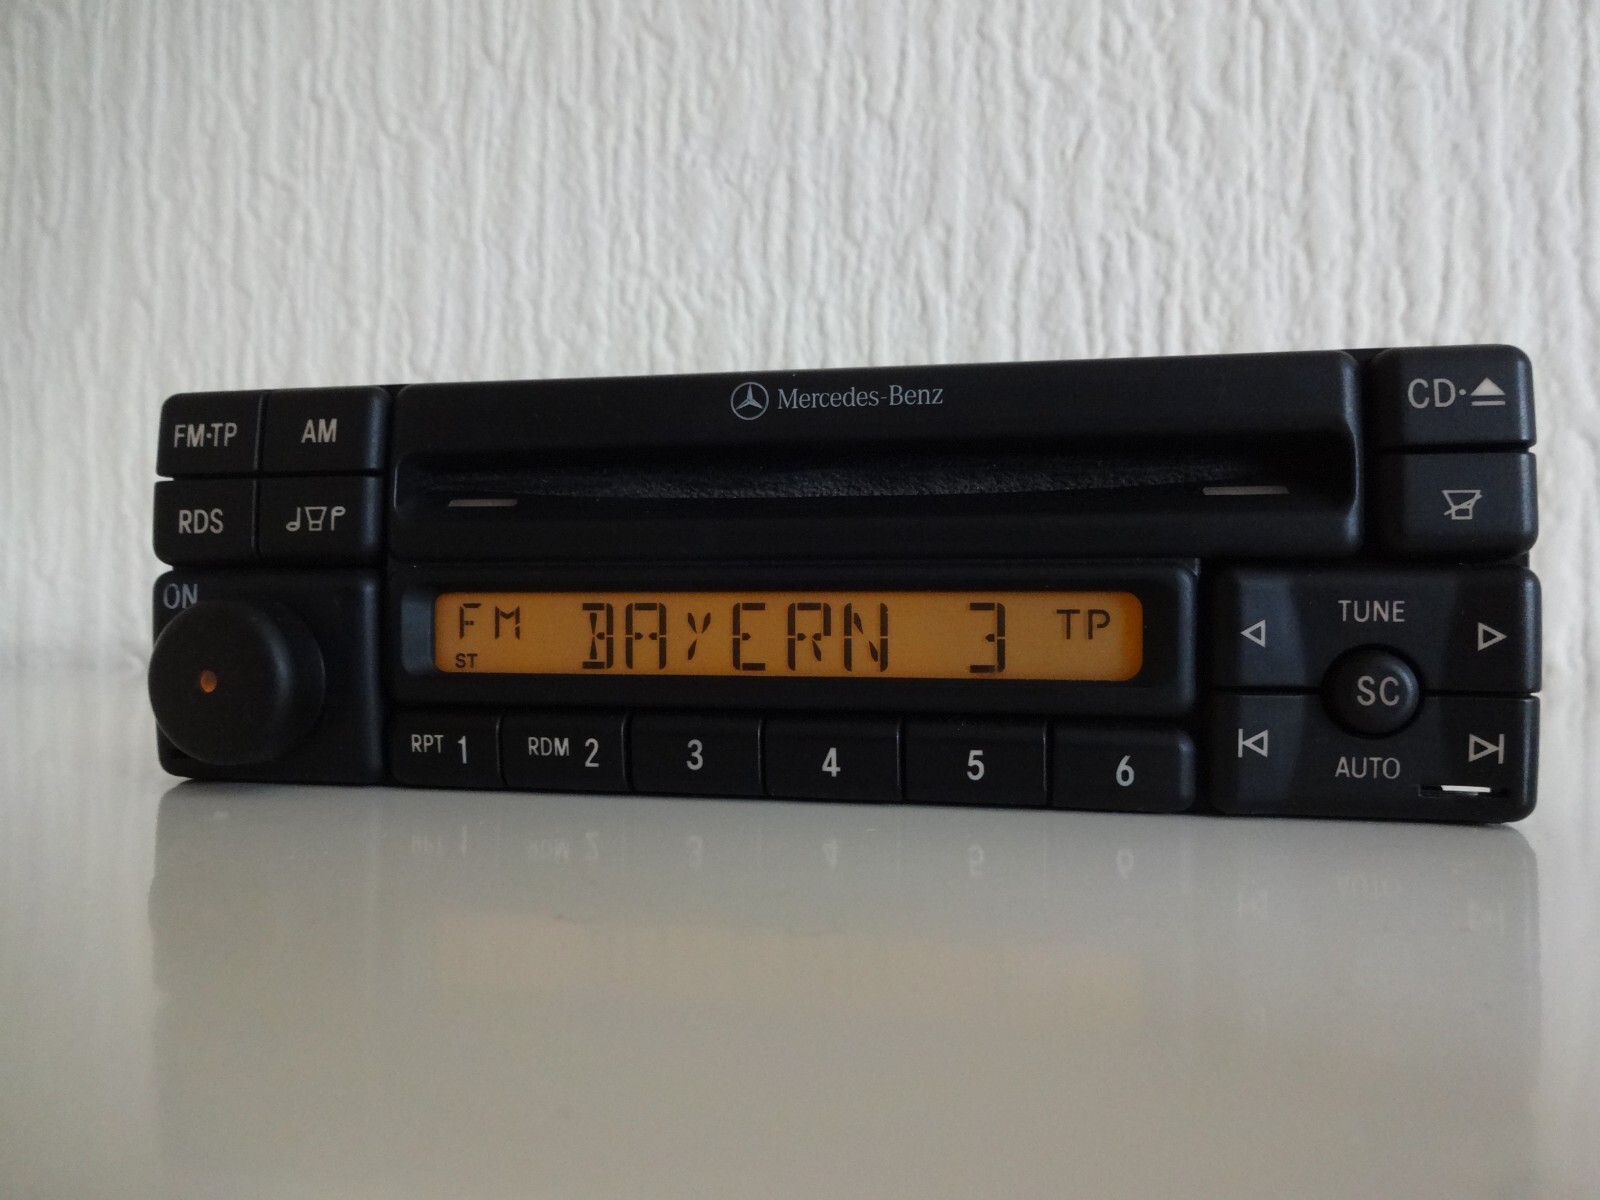 Mercedes-Benz
CD
FM·TP
AM
RDS
ON
FM
ST
BAYERN 3
TP
TUNE
SC
AUTO
RPT 1
RDM 2
3
4
5
6